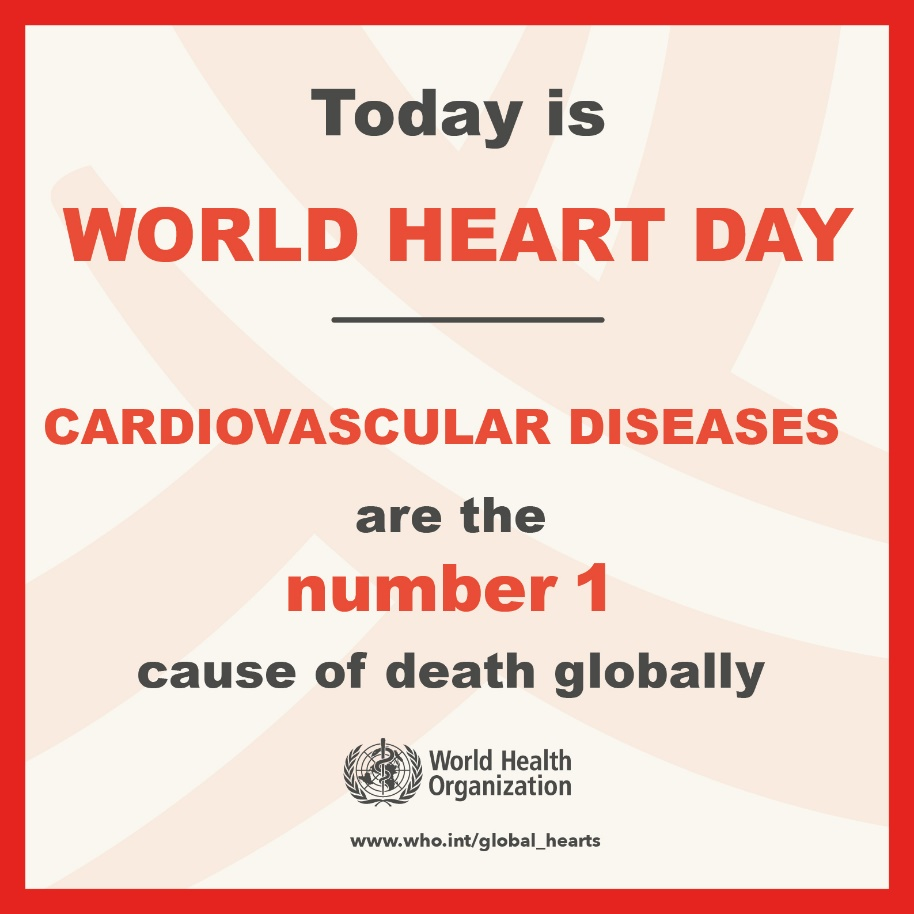 Today is
WORLD HEART DAY
CARDIOVASCULAR DISEASES
are the
number 1
cause of death globally
World Health
Organization
www.who.int/global_hearts